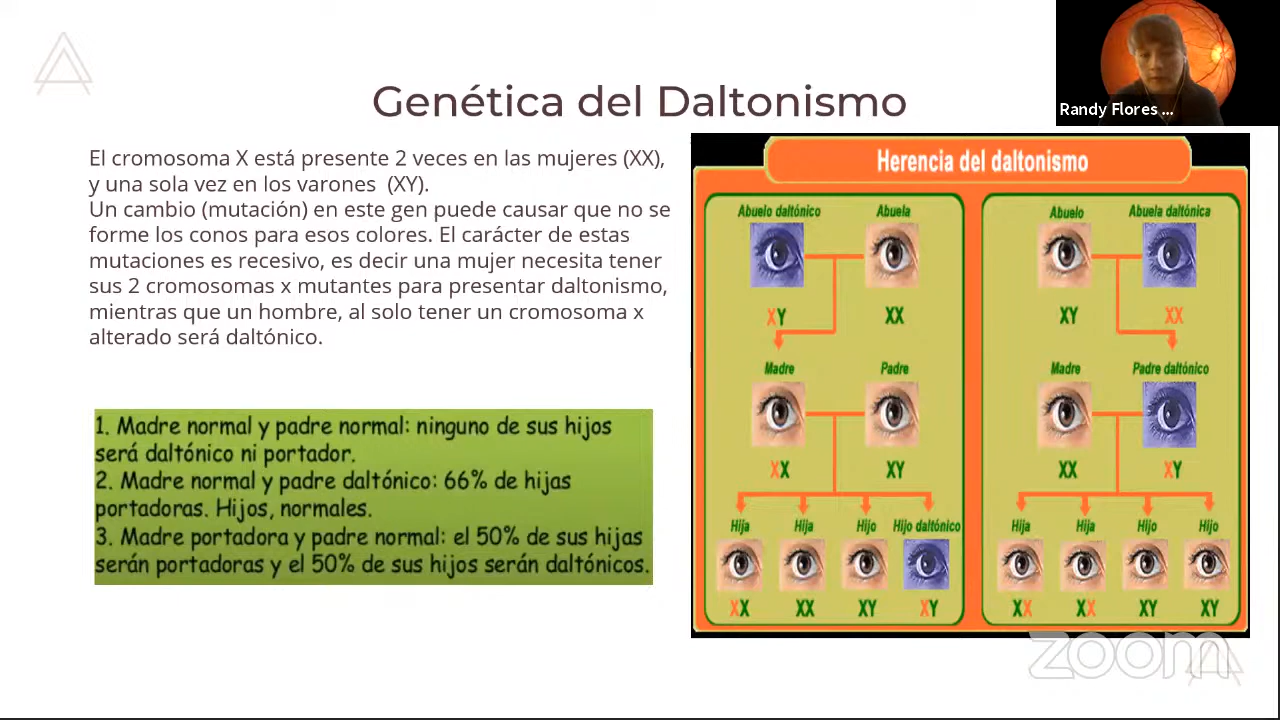 Genética del Daltonismo
Randy Flores ...
El cromosoma X está presente 2 veces en las mujeres (XX),
y una sola vez en los varones (XY).
Un cambio (mutación) en este gen puede causar que no se
forme los conos para esos colores. El carácter de estas
mutaciones es recesivo, es decir una mujer necesita tener
sus 2 cromosomas x mutantes para presentar daltonismo,
mientras que un hombre, al solo tener un cromosoma x
alterado será daltónico.
1. Madre normal y padre normal: ninguno de sus hijos
será daltónico ni portador.
2. Madre normal y padre daltónico: 66% de hijas
portadoras. Hijos, normales.
3. Madre portadora y padre normal: el 50% de sus hijas
serán portadoras y el 50% de sus hijos serán daltónicos.
Herencia del daltonismo
Abuelo daltónico Abuela
XY XX
Madre Padre
XX XY
Hija Hija Hijo Hijo daltónico
XX XX XY XY
Abuelo Abuela daltónica
XY XX
Madre Padre daltónico
XX XY
Hija Hija Hijo Hijo
XX XX XY XY
zoom